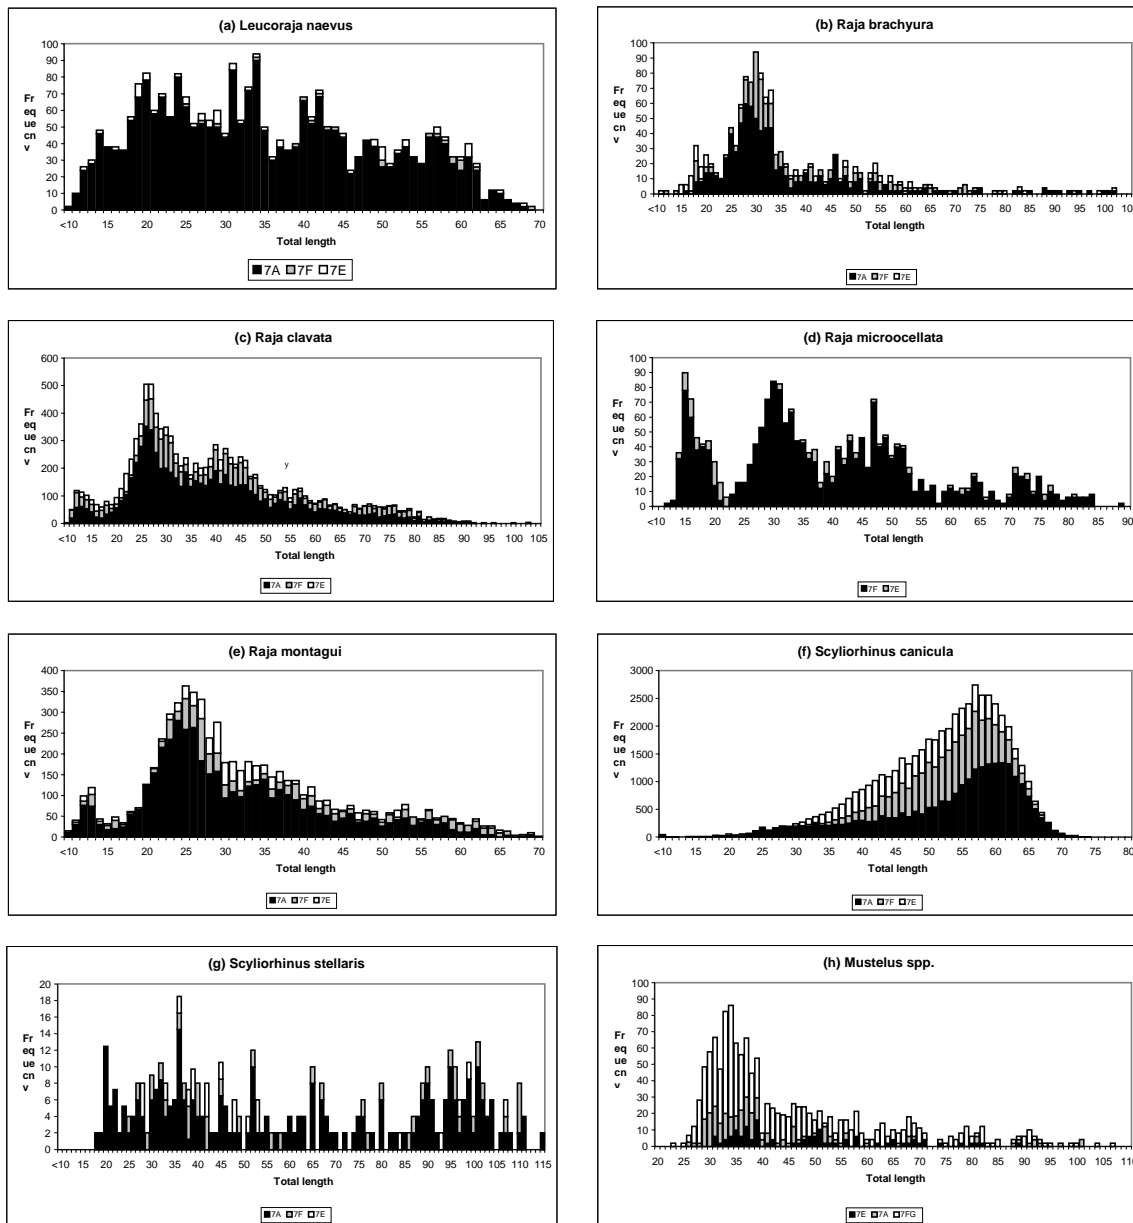 (a) Leucoraja naevus
100
90
80
70
60
50
40
30
20
10
0
Fr
eq
ue
cn
v
<10 15 20 25 30 35 40 45 50 55 60 65 70
Total length
7A 7F 7E
(b) Raja brachyura
100
90
80
70
60
50
40
30
20
10
0
Fr
eq
ue
cn
v
<10 15 20 25 30 35 40 45 50 55 60 65 70 75 80 85 90 95 100 10
Total length
7A 7F 7E
(c) Raja clavata
600
500
400
300
200
100
0
Fr
eq
ue
cn
v
y
<10 15 20 25 30 35 40 45 50 55 60 65 70 75 80 85 90 95 100 105
Total length
7A 7F 7E
(d) Raja microocellata
100
90
80
70
60
50
40
30
20
10
0
Fr
eq
ue
cn
v
<10 15 20 25 30 35 40 45 50 55 60 65 70 75 80 85 90
Total length
7F 7E
(e) Raja montagui
400
350
300
250
200
150
100
50
0
Fr
eq
ue
cn
v
<10 15 20 25 30 35 40 45 50 55 60 65 70
Total length
7A 7F 7E
(f) Scyliorhinus canicula
3000
2500
2000
1500
1000
500
0
Fr
eq
ue
cn
v
<10 15 20 25 30 35 40 45 50 55 60 65 70 75 80
Total length
7A 7F 7E
(g) Scyliorhinus stellaris
20
18
16
14
12
10
8
6
4
2
0
Fr
eq
ue
cn
v
<10 15 20 25 30 35 40 45 50 55 60 65 70 75 80 85 90 95 100 105 110 115
Total length
7A 7F 7E
(h) Mustelus spp.
100
90
80
70
60
50
40
30
20
10
0
Fr
eq
ue
cn
v
20 25 30 35 40 45 50 55 60 65 70 75 80 85 90 95 100 105 110
Total length
7E 7A 7FG